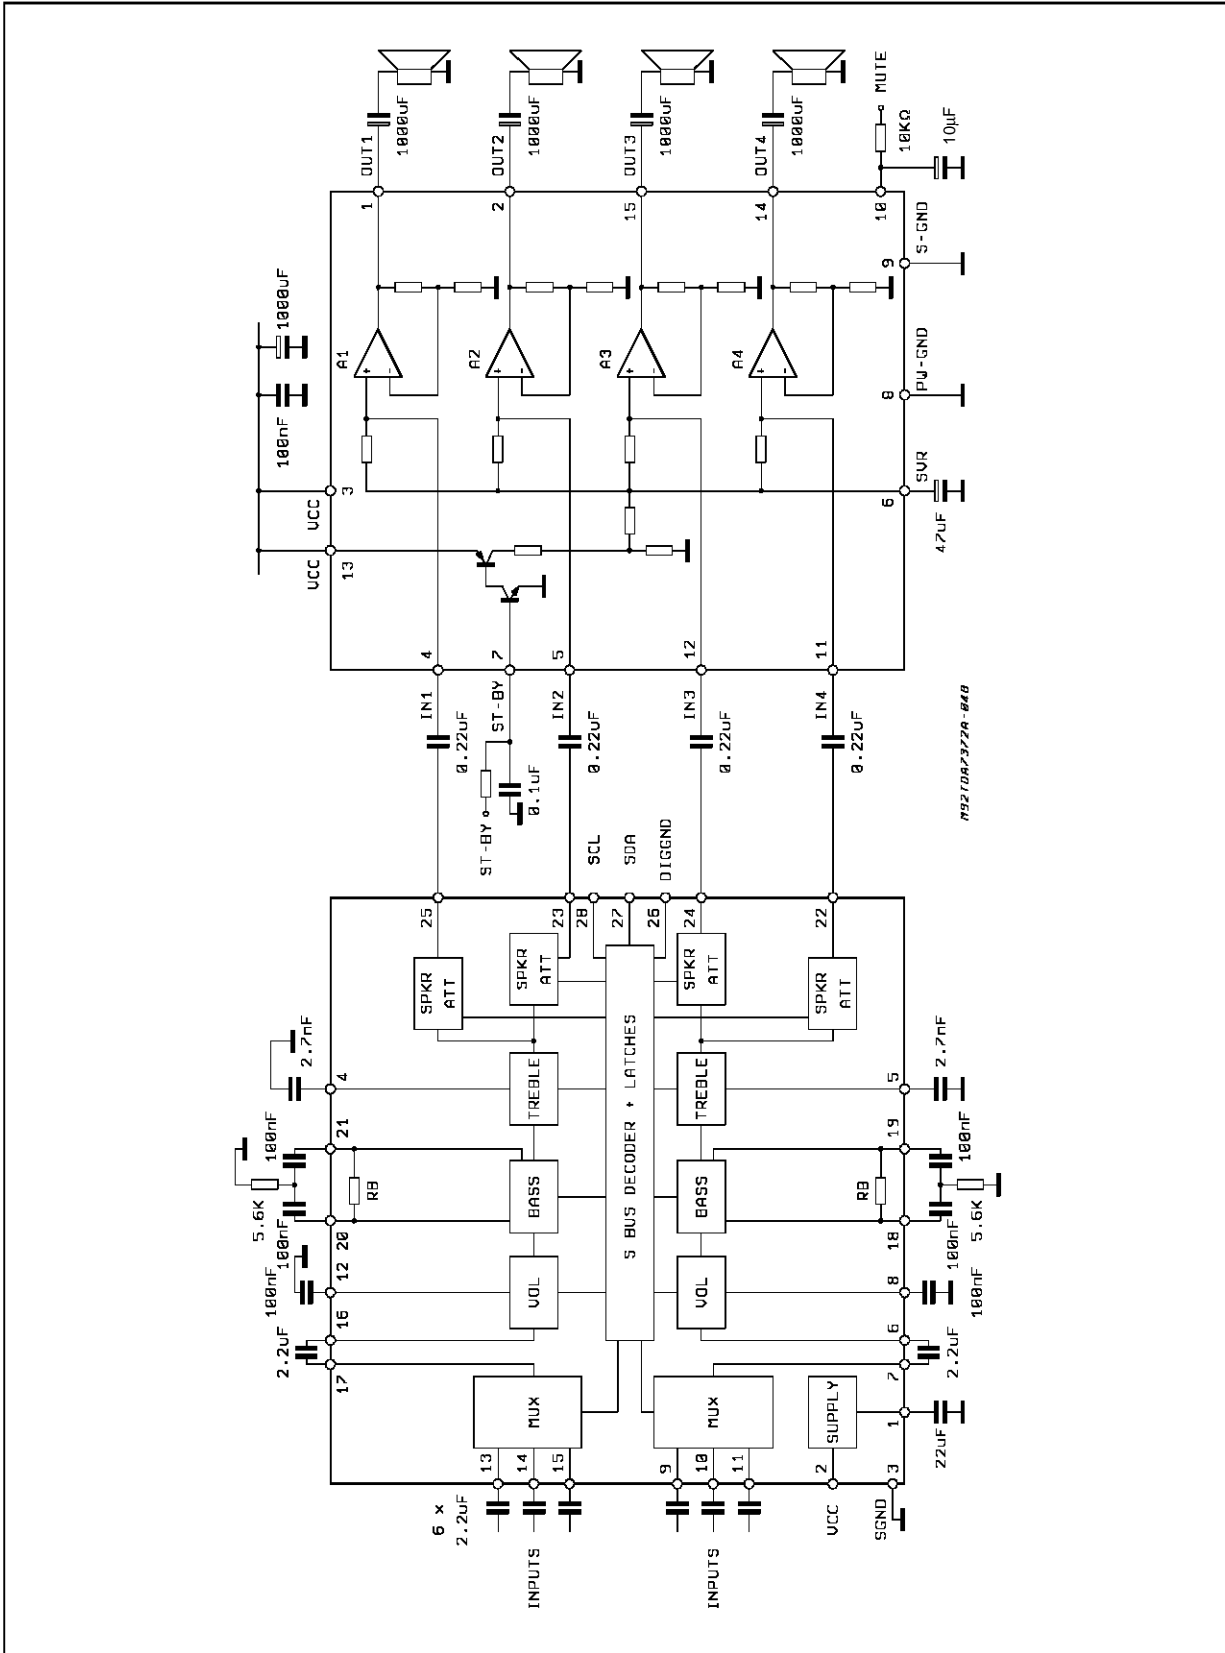 OUT1
1000uF
OUT2
1000uF
OUT3
1000uF
OUT4
1000uF
MUTE
10KΩ
10µF
1
2
15
14
10
S-GND
9
PW-GND
8
SVR
6
47uF
1000uF
100nF
A1
+
-
A2
+
-
A3
+
-
A4
+
-
VCC
3
VCC
13
4
7
5
12
11
IN1
0.22uF
ST-BY
ST-BY
0.1uF
IN2
0.22uF
IN3
0.22uF
IN4
0.22uF
M92TDA7372A-04B
SCL
SDA
DIGGND
25
23
28
27
26
24
22
SPKR
ATT
SPKR
ATT
SPKR
ATT
SPKR
ATT
2.7nF
4
TREBLE
S BUS DECODER + LATCHES
TREBLE
5
2.7nF
100nF
21
5.6K
RB
BASS
BASS
RB
19
100nF
5.6K
100nF
20
18
100nF
100nF
12
VOL
VOL
8
100nF
2.2uF
16
6
2.2uF
17
7
MUX
MUX
SUPPLY
1
22uF
13
14
15
9
10
11
2
3
6 x
2.2uF
INPUTS
INPUTS
VCC
SGND